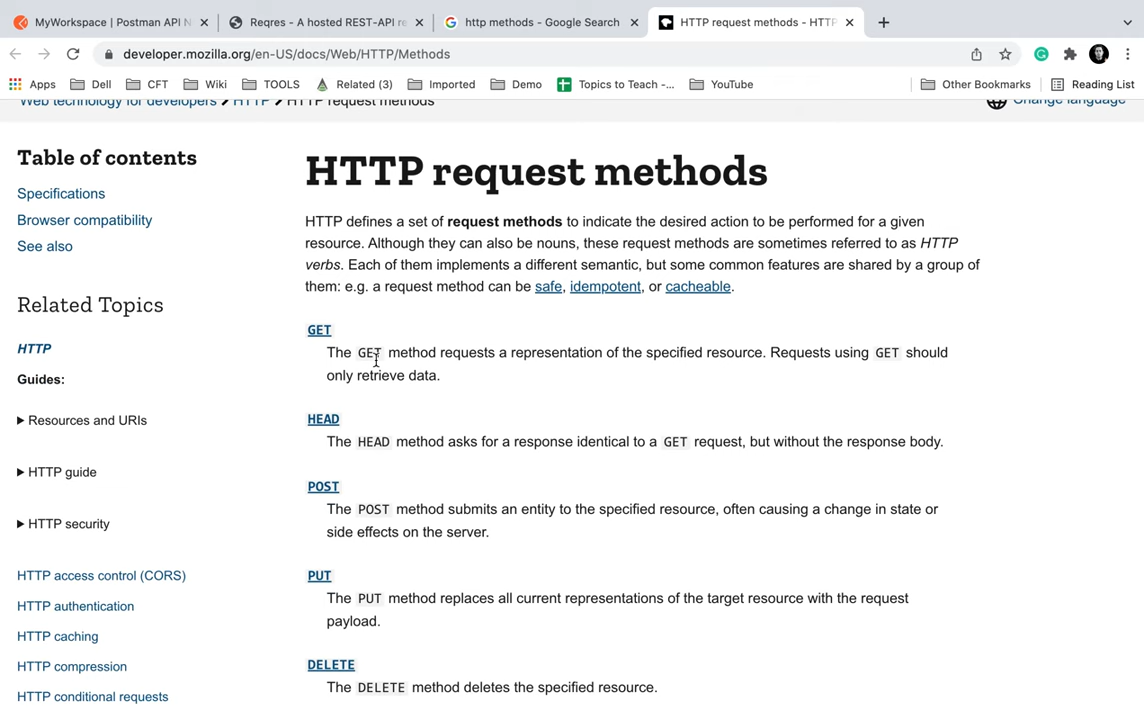 MyWorkspace | Postman API N
Reqres - A hosted REST-API re
http methods - Google Search
HTTP request methods - HTTP
developer.mozilla.org/en-US/docs/Web/HTTP/Methods
Apps
Dell
CFT
Wiki
TOOLS
Related (3)
Imported
Demo
Topics to Teach -...
YouTube
Other Bookmarks
Reading List
Web technology for developers > HTTP > HTTP request methods
Change language
Table of contents
Specifications
Browser compatibility
See also
Related Topics
HTTP
Guides:
Resources and URIs
HTTP guide
HTTP security
HTTP access control (CORS)
HTTP authentication
HTTP caching
HTTP compression
HTTP conditional requests
HTTP request methods
HTTP defines a set of request methods to indicate the desired action to be performed for a given
resource. Although they can also be nouns, these request methods are sometimes referred to as HTTP
verbs. Each of them implements a different semantic, but some common features are shared by a group of
them: e.g. a request method can be safe, idempotent, or cacheable.
GET
The GET method requests a representation of the specified resource. Requests using GET should
only retrieve data.
HEAD
The HEAD method asks for a response identical to a GET request, but without the response body.
POST
The POST method submits an entity to the specified resource, often causing a change in state or
side effects on the server.
PUT
The PUT method replaces all current representations of the target resource with the request
payload.
DELETE
The DELETE method deletes the specified resource.